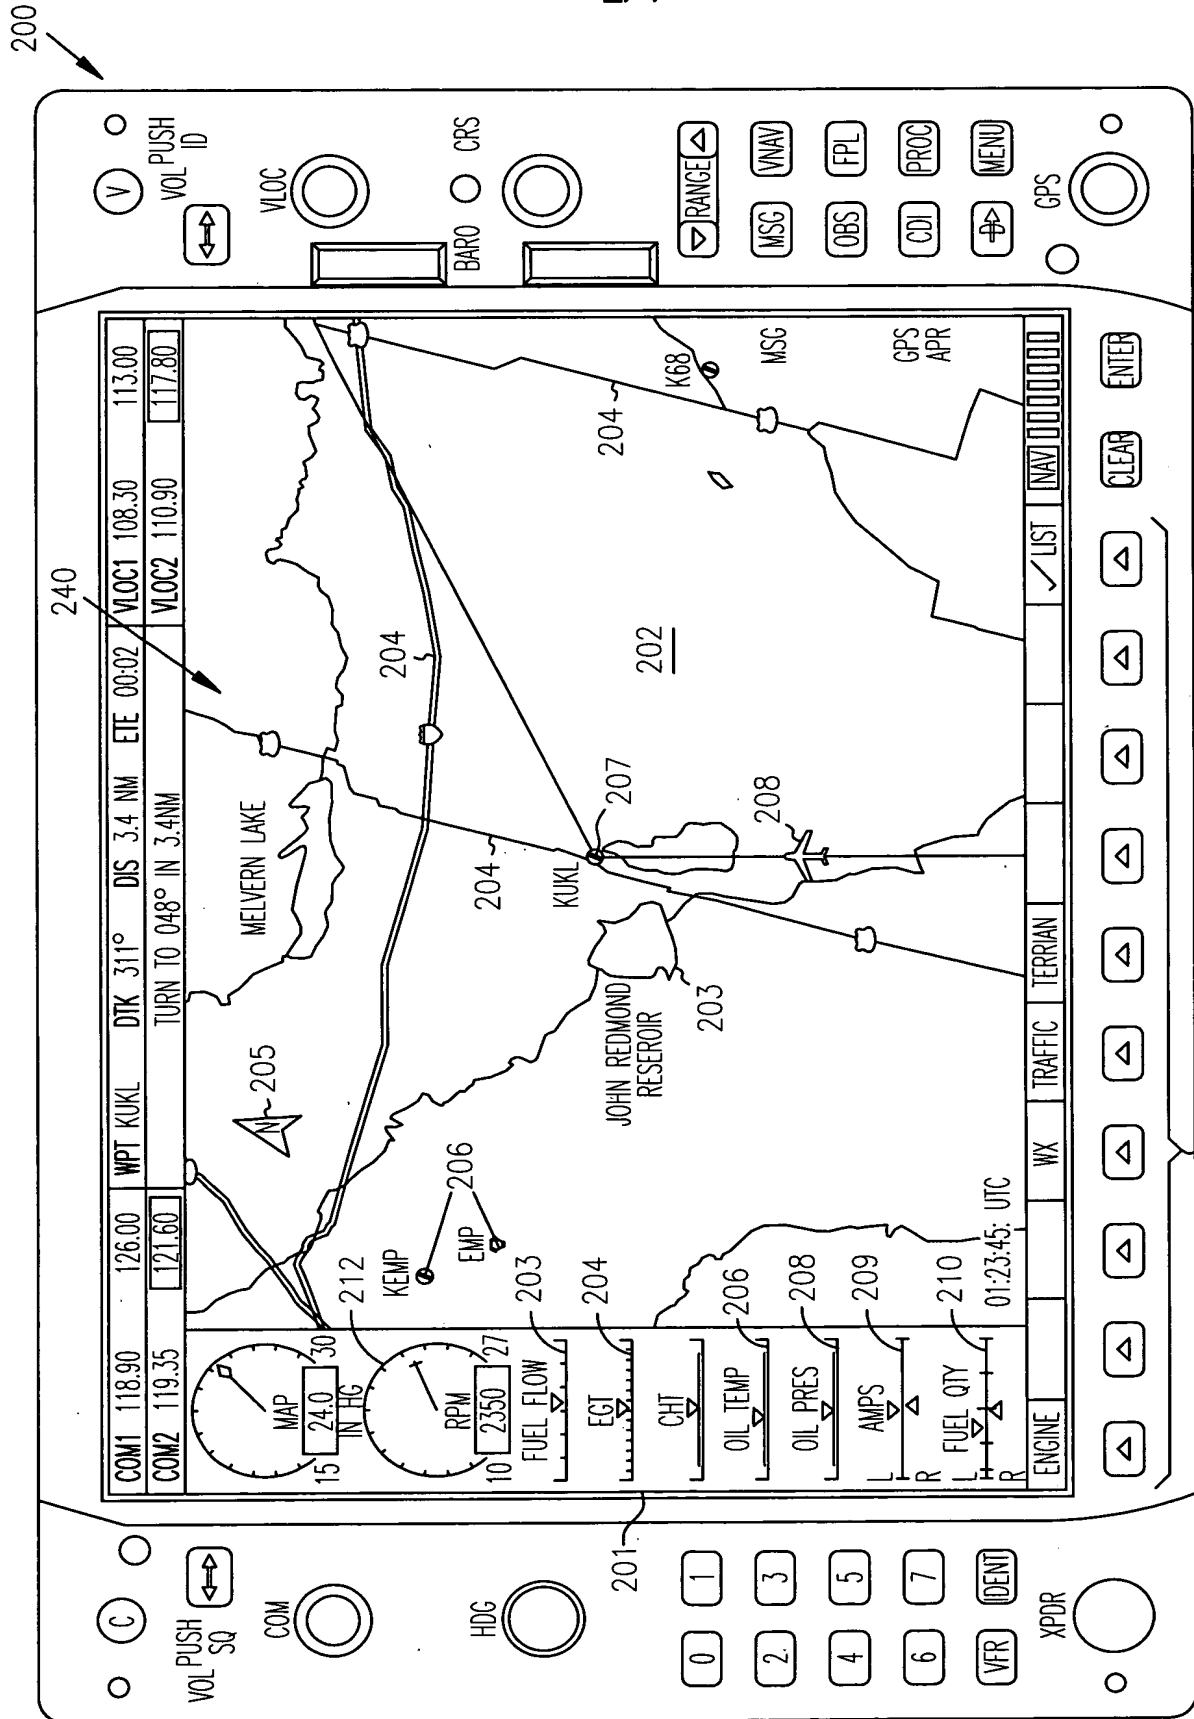 200
240
C
VOL PUSH SQ
COM
HDG
0
1
2.
3
4
5
6
7
VFR
IDENT
XPDR
201
COM1 118.90 126.00 WPT KUKL DTK 311° DIS 3.4 NM ETE 00:02 VLOC1 108.30 113.00
COM2 119.35 121.60 TURN TO 048° IN 3.4NM VLOC2 110.90 117.80
MAP
24.0
IN HG
15
30
212
RPM
2350
10
27
FUEL FLOW
203
EGT
204
CHT
OIL TEMP
206
OIL PRES
208
AMPS
209
L
R
FUEL QTY
210
L
R
N
205
MELVERN LAKE
204
KEMP
206
EMP
204
KUKL
207
JOHN REDMOND
RESEROIR
203
208
202
204
K68
MSG
GPS
APR
01:23:45: UTC
ENGINE WX TRAFFIC TERRIAN ✓ LIST NAV
CLEAR
ENTER
V
VOL PUSH ID
VLOC
BARO
CRS
RANGE
MSG
VNAV
OBS
FPL
CDI
PROC
D
MENU
GPS